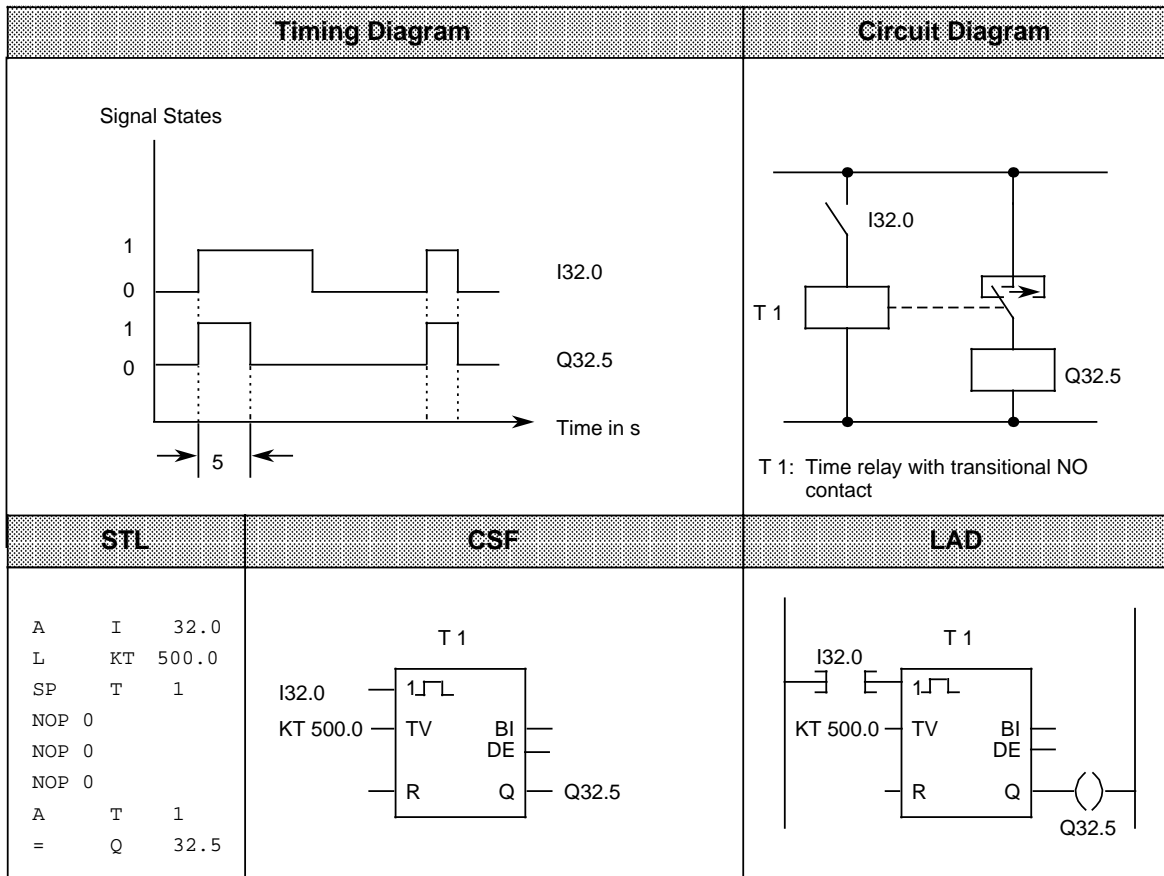 Timing Diagram
Circuit Diagram
Signal States
1
0
I32.0
1
0
Q32.5
Time in s
5
I32.0
T 1
Q32.5
T 1: Time relay with transitional NO
contact
STL
CSF
LAD
A I 32.0
L KT 500.0
SP T 1
NOP 0
NOP 0
NOP 0
A T 1
= Q 32.5
T 1
I32.0
1
KT 500.0
TV
BI
DE
R
Q
Q32.5
T 1
I32.0
1
KT 500.0
TV
BI
DE
R
Q
Q32.5